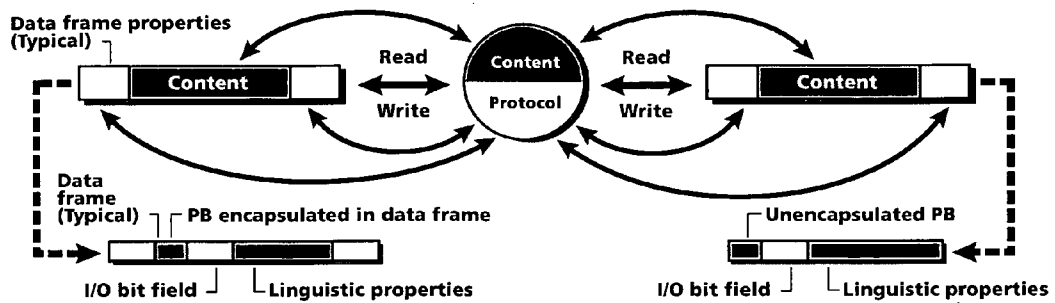 Data frame properties
(Typical)
Content
Read
Write
Content
Protocol
Read
Write
Content
Data
frame
(Typical)
PB encapsulated in data frame
Unencapsulated PB
I/O bit field
Linguistic properties
I/O bit field
Linguistic properties